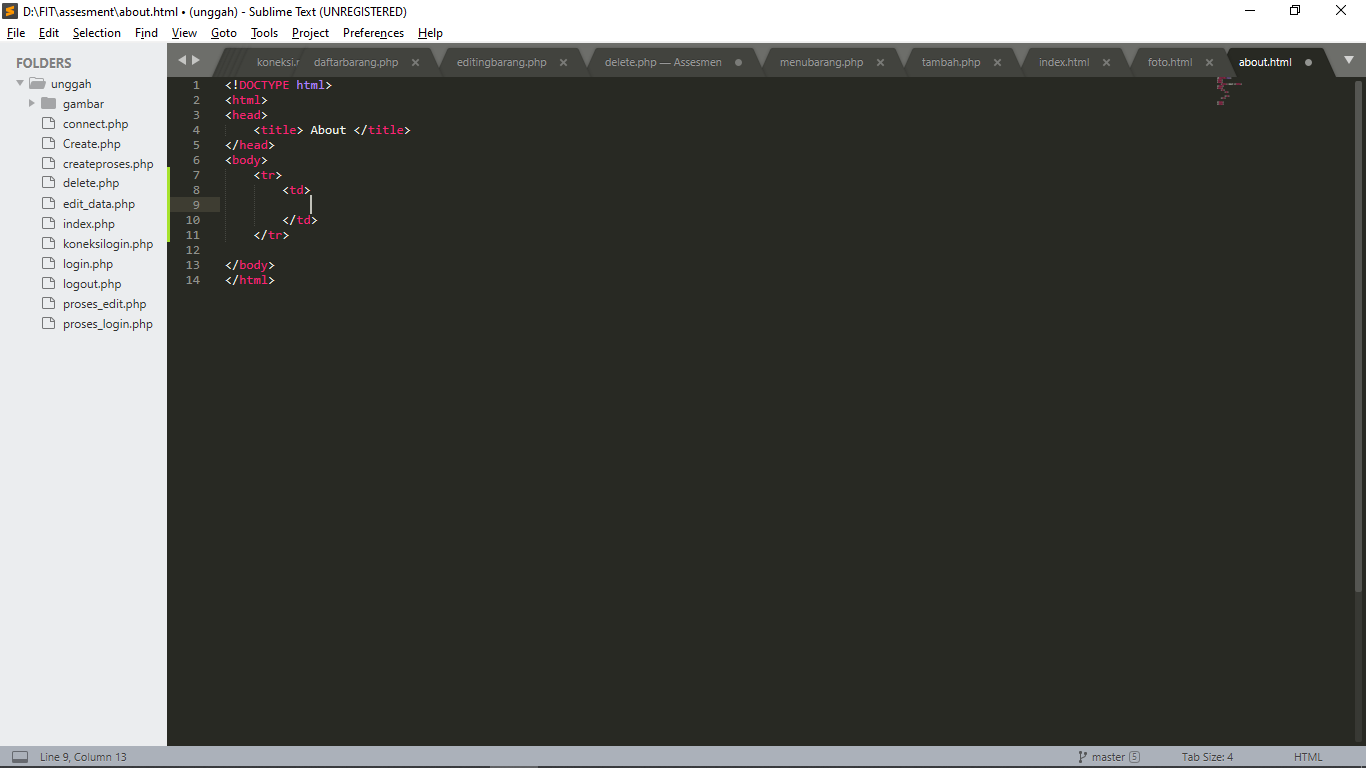 D:\FIT\assesment\about.html • (unggah) - Sublime Text (UNREGISTERED)
File Edit Selection Find View Goto Tools Project Preferences Help
FOLDERS
unggah
gambar
connect.php
Create.php
createproses.php
delete.php
edit_data.php
index.php
koneksilogin.php
login.php
logout.php
proses_edit.php
proses_login.php
koneksi.r daftarbarang.php editingbarang.php delete.php — Assesmen menubarang.php tambah.php index.html foto.html about.html
1 <!DOCTYPE html>
2 <html>
3 <head>
4 <title> About </title>
5 </head>
6 <body>
7 <tr>
8 <td>
9
10 </td>
11 </tr>
12
13 </body>
14 </html>
Line 9, Column 13 master 5 Tab Size: 4 HTML